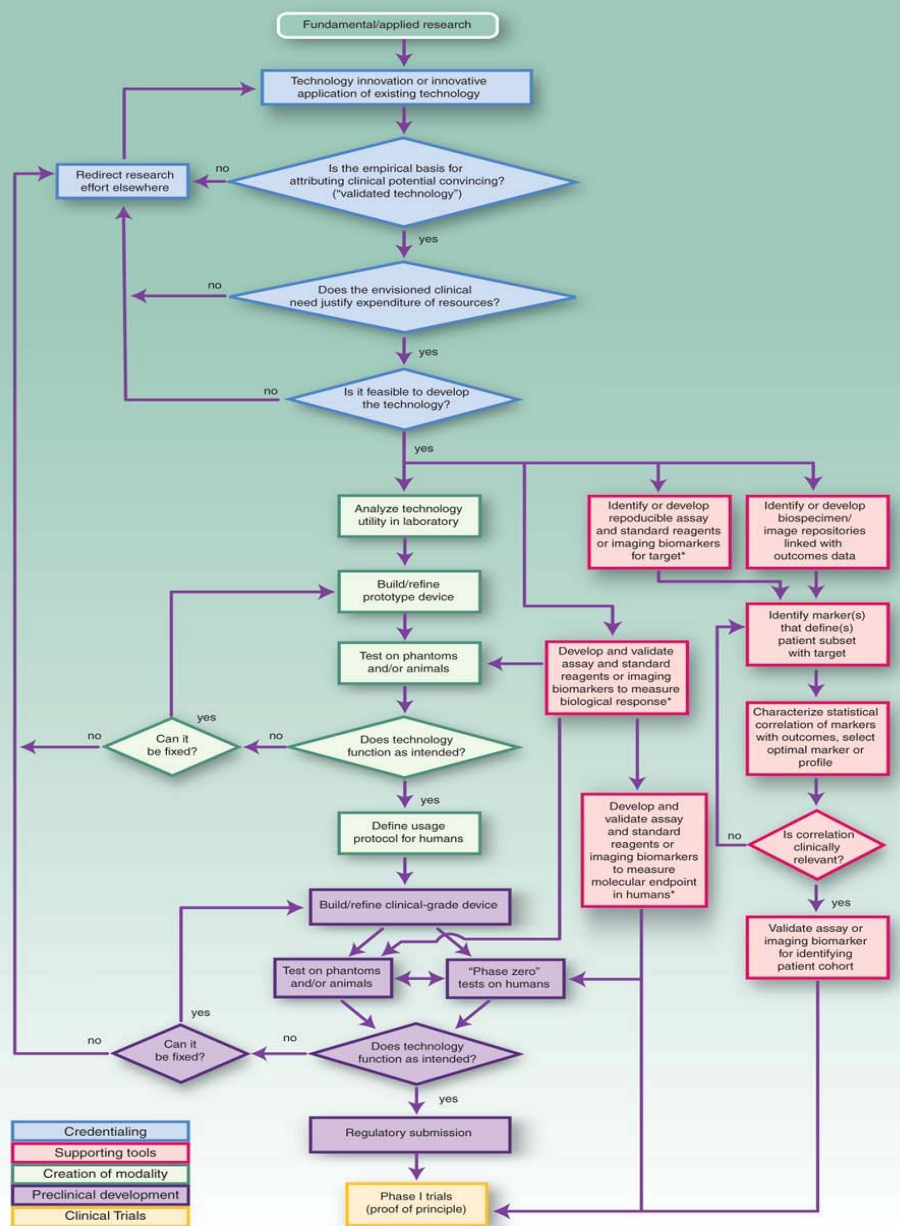 Fundamental/applied research
Technology innovation or innovative
application of existing technology
Redirect research
effort elsewhere
no
Is the empirical basis for
attributing clinical potential convincing?
("validated technology")
yes
no
Does the envisioned clinical
need justify expenditure of resources?
yes
no
Is it feasible to develop
the technology?
yes
Analyze technology
utility in laboratory
Identify or develop
repoducible assay
and standard reagents
or imaging biomarkers
for target*
Identify or develop
biospecimen/
image repositories
linked with
outcomes data
Build/refine
prototype device
Identify marker(s)
that define(s)
patient subset
with target
Test on phantoms
and/or animals
Develop and validate
assay and standard
reagents or imaging
biomarkers to measure
biological response*
Characterize statistical
correlation of markers
with outcomes, select
optimal marker or
profile
yes
no
Can it
be fixed?
no
Does technology
function as intended?
yes
Define usage
protocol for humans
Develop and
validate assay
and standard
reagents or
imaging biomarkers
to measure
molecular endpoint
in humans*
no
Is correlation
clinically
relevant?
yes
Build/refine clinical-grade device
Validate assay or
imaging biomarker
for identifying
patient cohort
Test on phantoms
and/or animals
"Phase zero"
tests on humans
yes
no
Can it
be fixed?
no
Does technology
function as intended?
yes
Regulatory submission
Phase I trials
(proof of principle)
Credentialing
Supporting tools
Creation of modality
Preclinical development
Clinical Trials